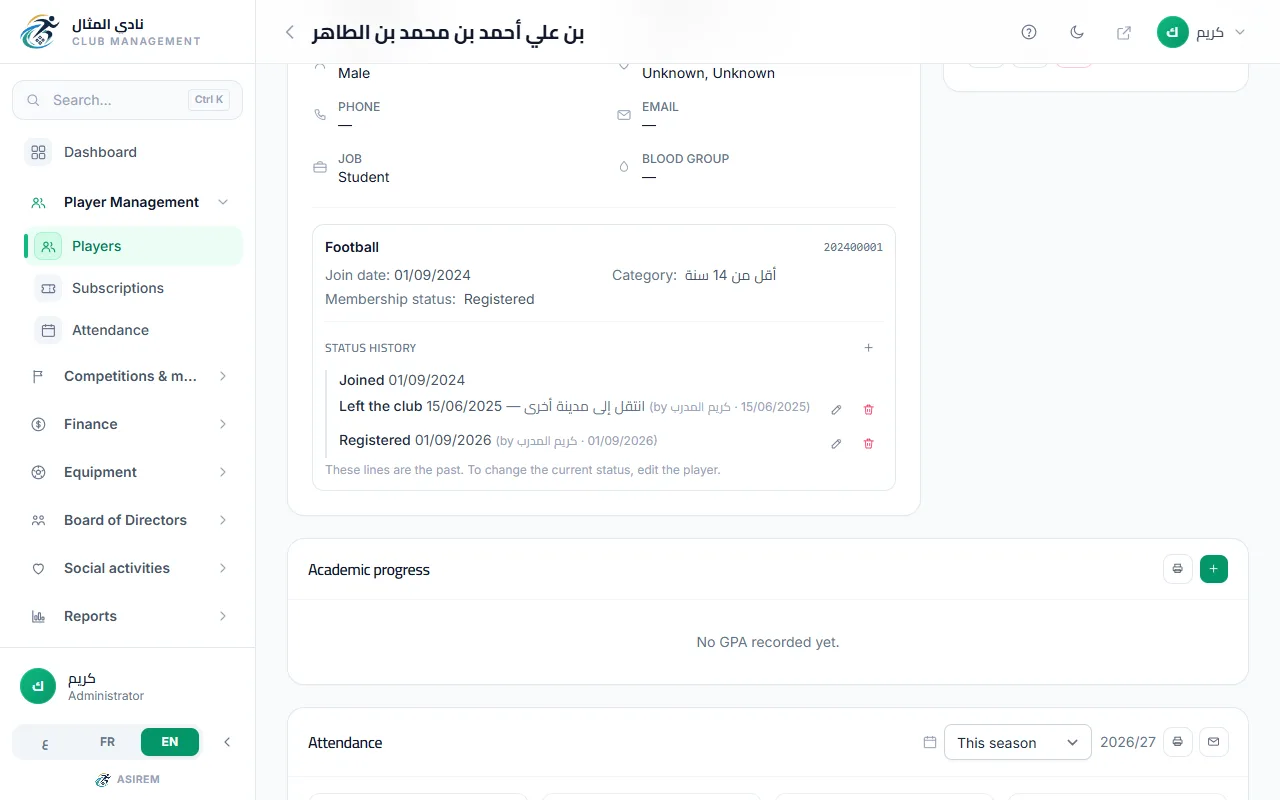 نادي المثال
CLUB MANAGEMENT
Search...
Ctrl K
Dashboard
Player Management
Players
Subscriptions
Attendance
Competitions & m...
Finance
Equipment
Board of Directors
Social activities
Reports
كريم
Administrator
ع
FR
EN
ASIREM
بن علي أحمد بن محمد بن الطاهر
ك
كريم
Male
Unknown, Unknown
PHONE
—
EMAIL
—
JOB
Student
BLOOD GROUP
—
Football
202400001
Join date: 01/09/2024
Category: أقل من 14 سنة
Membership status: Registered
STATUS HISTORY
Joined 01/09/2024
Left the club 15/06/2025 — انتقل إلى مدينة أخرى (by كريم المدرب · 15/06/2025)
Registered 01/09/2026 (by كريم المدرب · 01/09/2026)
These lines are the past. To change the current status, edit the player.
Academic progress
No GPA recorded yet.
Attendance
This season
2026/27